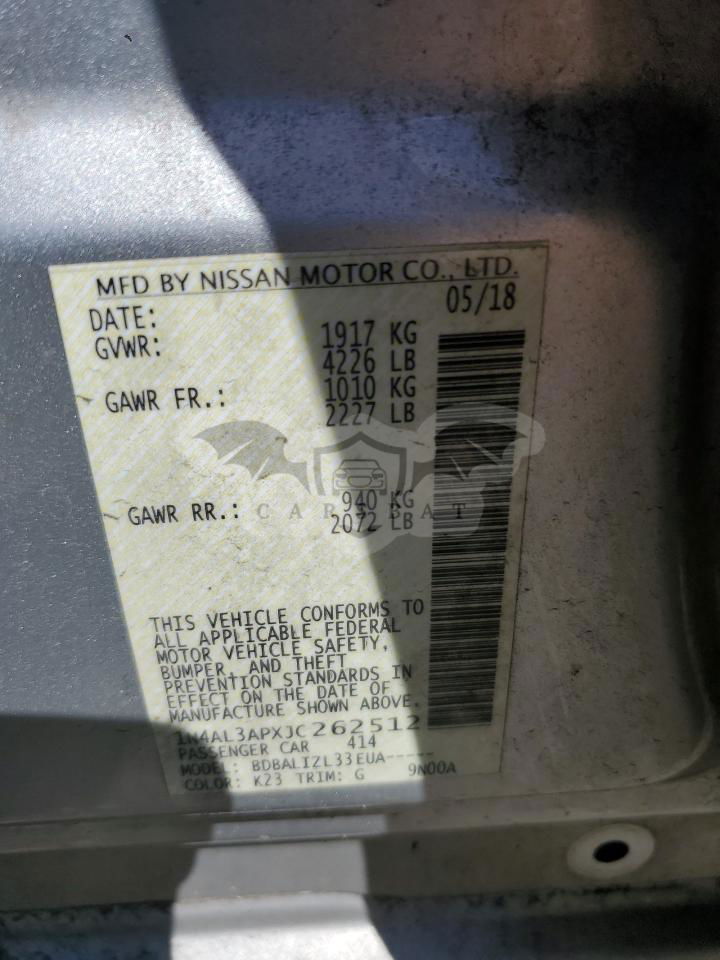 MFD BY NISSAN MOTOR CO., LTD.
DATE: 05/18
GVWR: 1917 KG
4226 LB
GAWR FR.: 1010 KG
2227 LB
GAWR RR.: 940 KG
2072 LB
CARSBAT
THIS VEHICLE CONFORMS TO
ALL APPLICABLE FEDERAL
MOTOR VEHICLE SAFETY,
BUMPER, AND THEFT
PREVENTION STANDARDS IN
EFFECT ON THE DATE OF
MANUFACTURE SHOWN ABOVE.
1N4AL3APXJC262512
PASSENGER CAR 414
MODEL: BDBALIZL33EUA-----
COLOR: K23 TRIM: G 9N00A